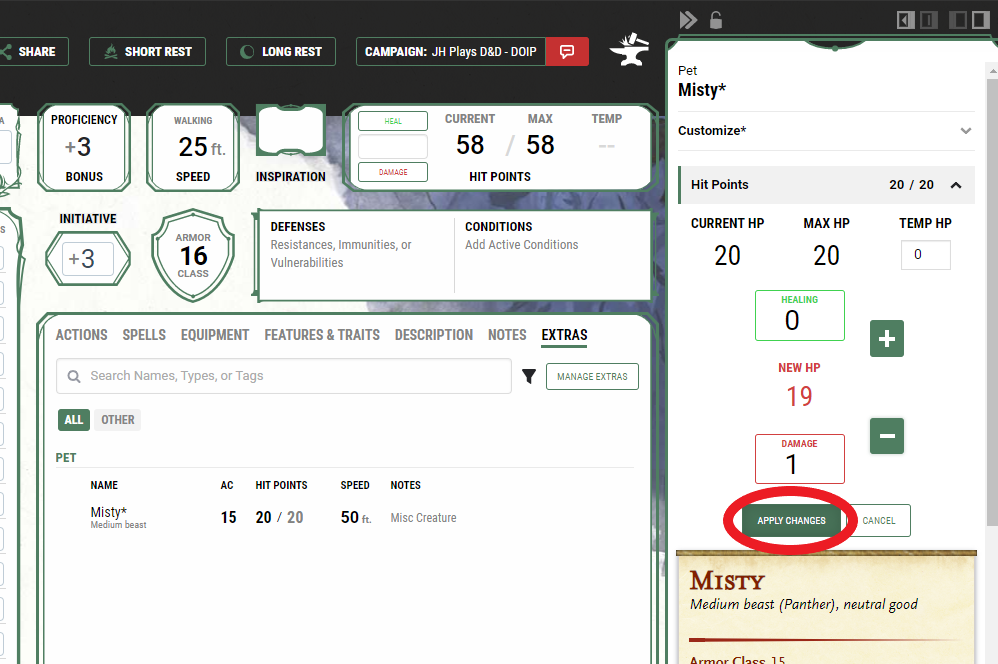 SHARE
SHORT REST
LONG REST
CAMPAIGN: JH Plays D&D - DOIP
PROFICIENCY
+3
BONUS
WALKING
25 ft.
SPEED
INSPIRATION
HEAL
DAMAGE
CURRENT
MAX
TEMP
58 / 58 --
HIT POINTS
INITIATIVE
+3
ARMOR
16
CLASS
DEFENSES
Resistances, Immunities, or
Vulnerabilities
CONDITIONS
Add Active Conditions
ACTIONS
SPELLS
EQUIPMENT
FEATURES & TRAITS
DESCRIPTION
NOTES
EXTRAS
Search Names, Types, or Tags
MANAGE EXTRAS
ALL
OTHER
PET
NAME
AC
HIT POINTS
SPEED
NOTES
Misty*
Medium beast
15
20 / 20
50 ft.
Misc Creature
Pet
Misty*
Customize*
Hit Points
20 / 20
CURRENT HP
MAX HP
TEMP HP
20
20
0
HEALING
0
+
NEW HP
19
−
DAMAGE
1
APPLY CHANGES
CANCEL
MISTY
Medium beast (Panther), neutral good
Armor Class 15